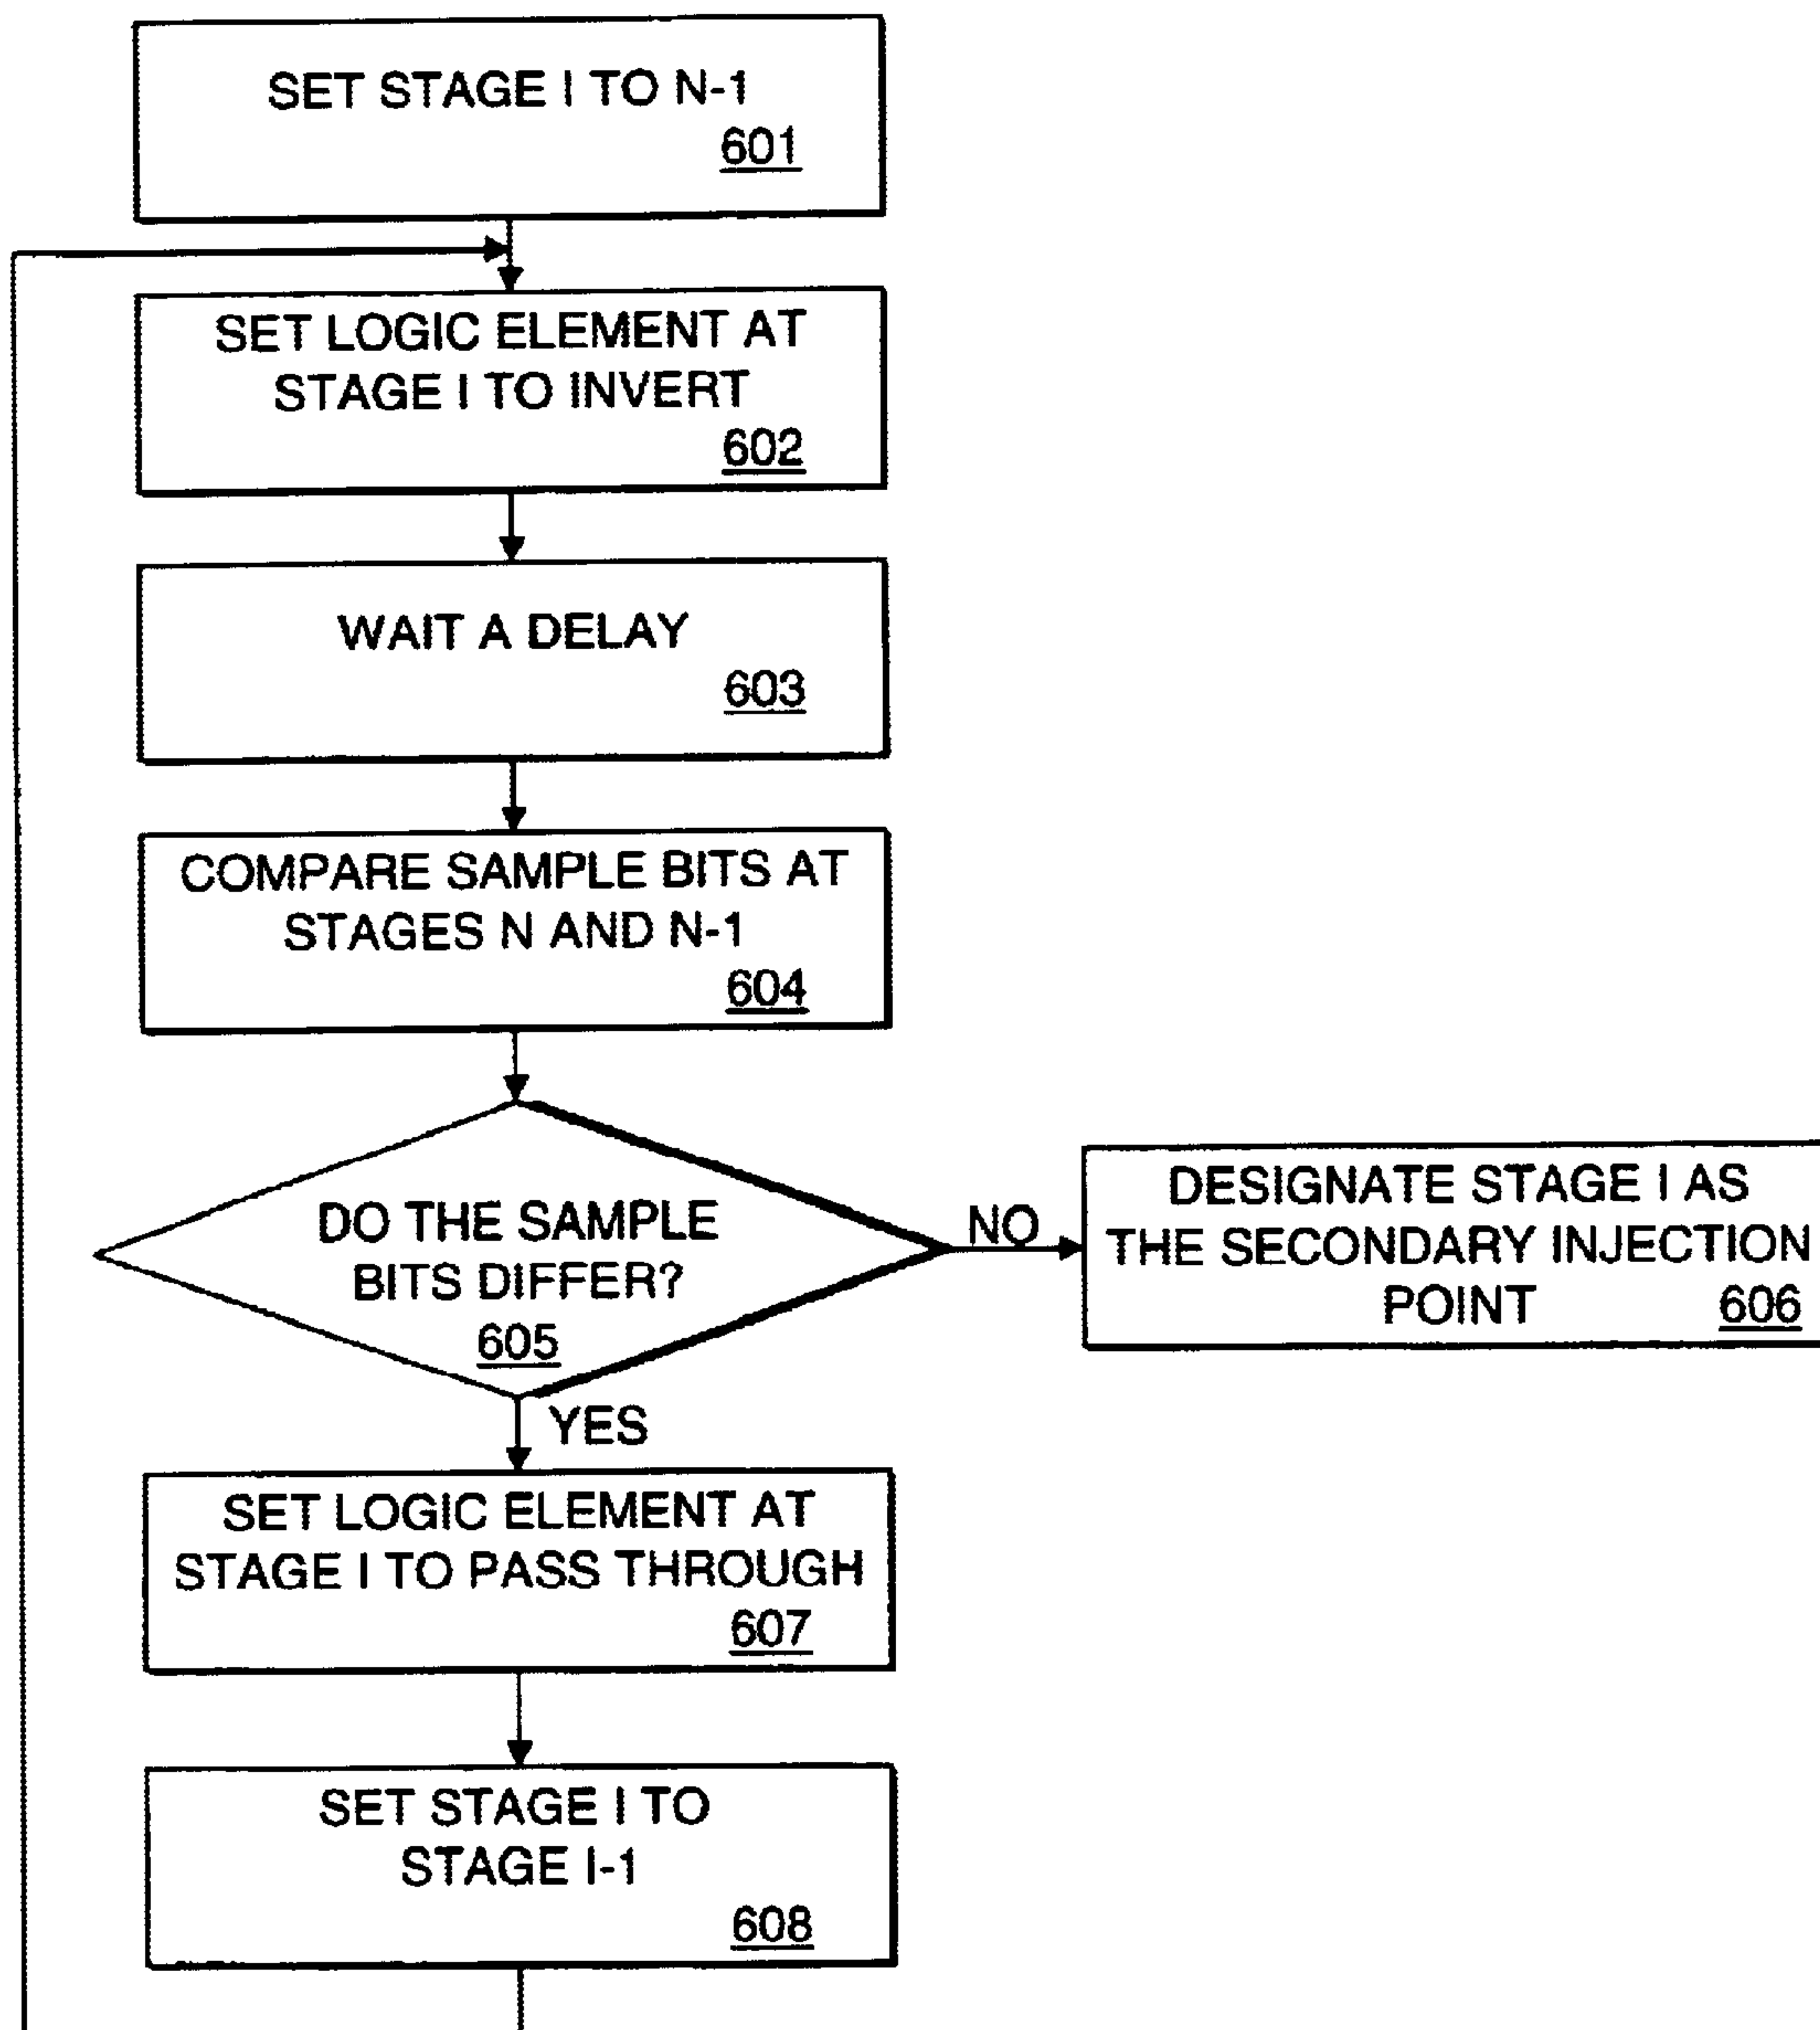 SET STAGE I TO N-1
601
SET LOGIC ELEMENT AT
STAGE I TO INVERT
602
WAIT A DELAY
603
COMPARE SAMPLE BITS AT
STAGES N AND N-1
604
DO THE SAMPLE
BITS DIFFER?
605
NO
DESIGNATE STAGE I AS
THE SECONDARY INJECTION
POINT 606
YES
SET LOGIC ELEMENT AT
STAGE I TO PASS THROUGH
607
SET STAGE I TO
STAGE I-1
608